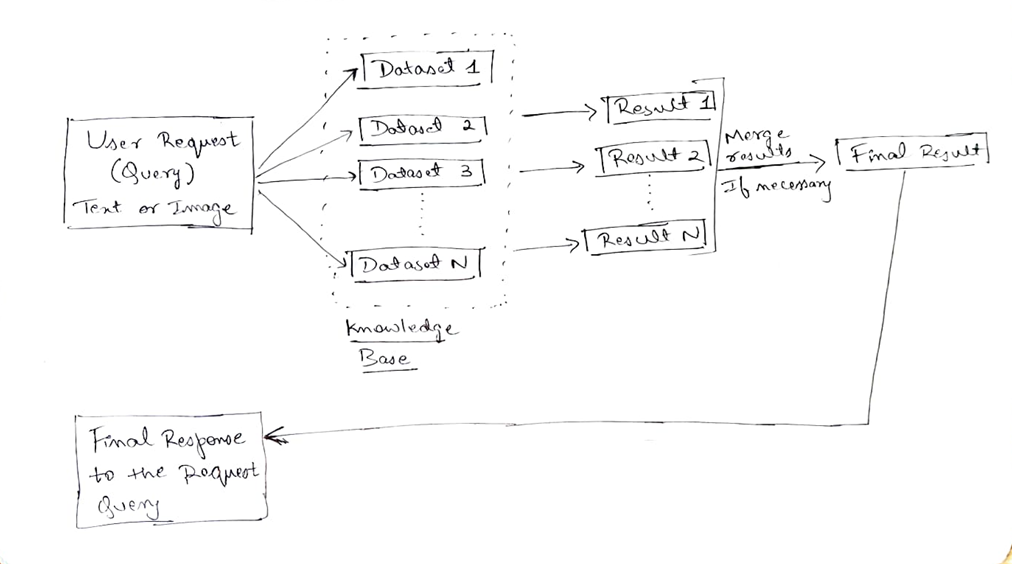 User Request
(Query)
Text or Image
Dataset 1
Dataset 2
Dataset 3
Dataset N
Knowledge
Base
Result 1
Result 2
Result N
Merge
results
If necessary
Final Result
Final Response
to the Request
Query